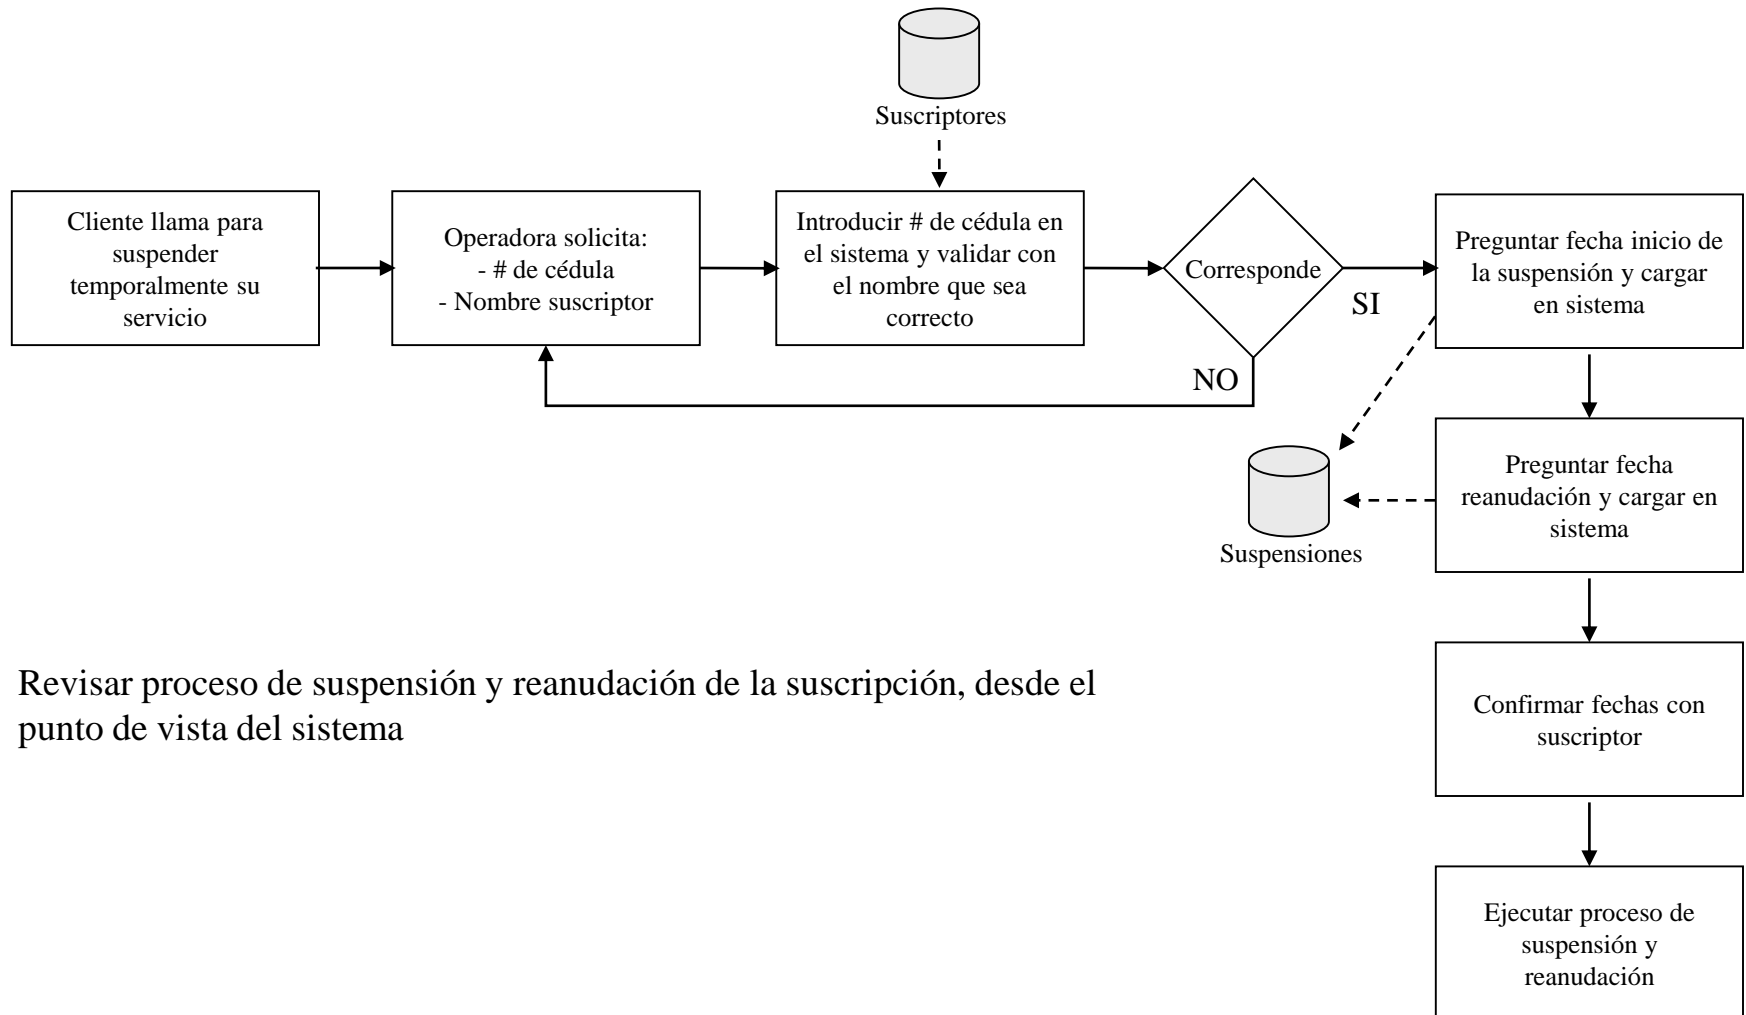 Suscriptores
Cliente llama para
suspender
temporalmente su
servicio
Operadora solicita:
- # de cédula
- Nombre suscriptor
Introducir # de cédula en
el sistema y validar con
el nombre que sea
correcto
Corresponde
SI
NO
Preguntar fecha inicio de
la suspensión y cargar
en sistema
Preguntar fecha
reanudación y cargar en
sistema
Suspensiones
Confirmar fechas con
suscriptor
Ejecutar proceso de
suspensión y
reanudación
Revisar proceso de suspensión y reanudación de la suscripción, desde el
punto de vista del sistema